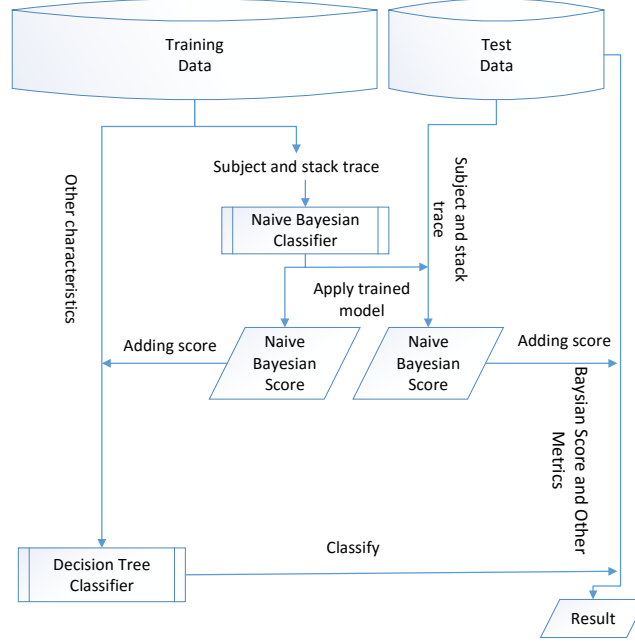 Training
Data
Test
Data
Subject and stack trace
Other characteristics
Subject and stack
trace
Naive Bayesian
Classifier
Apply trained
model
Adding score
Naive
Bayesian
Score
Naive
Bayesian
Score
Adding score
Baysian Score and Other
Metrics
Decision Tree
Classifier
Classify
Result